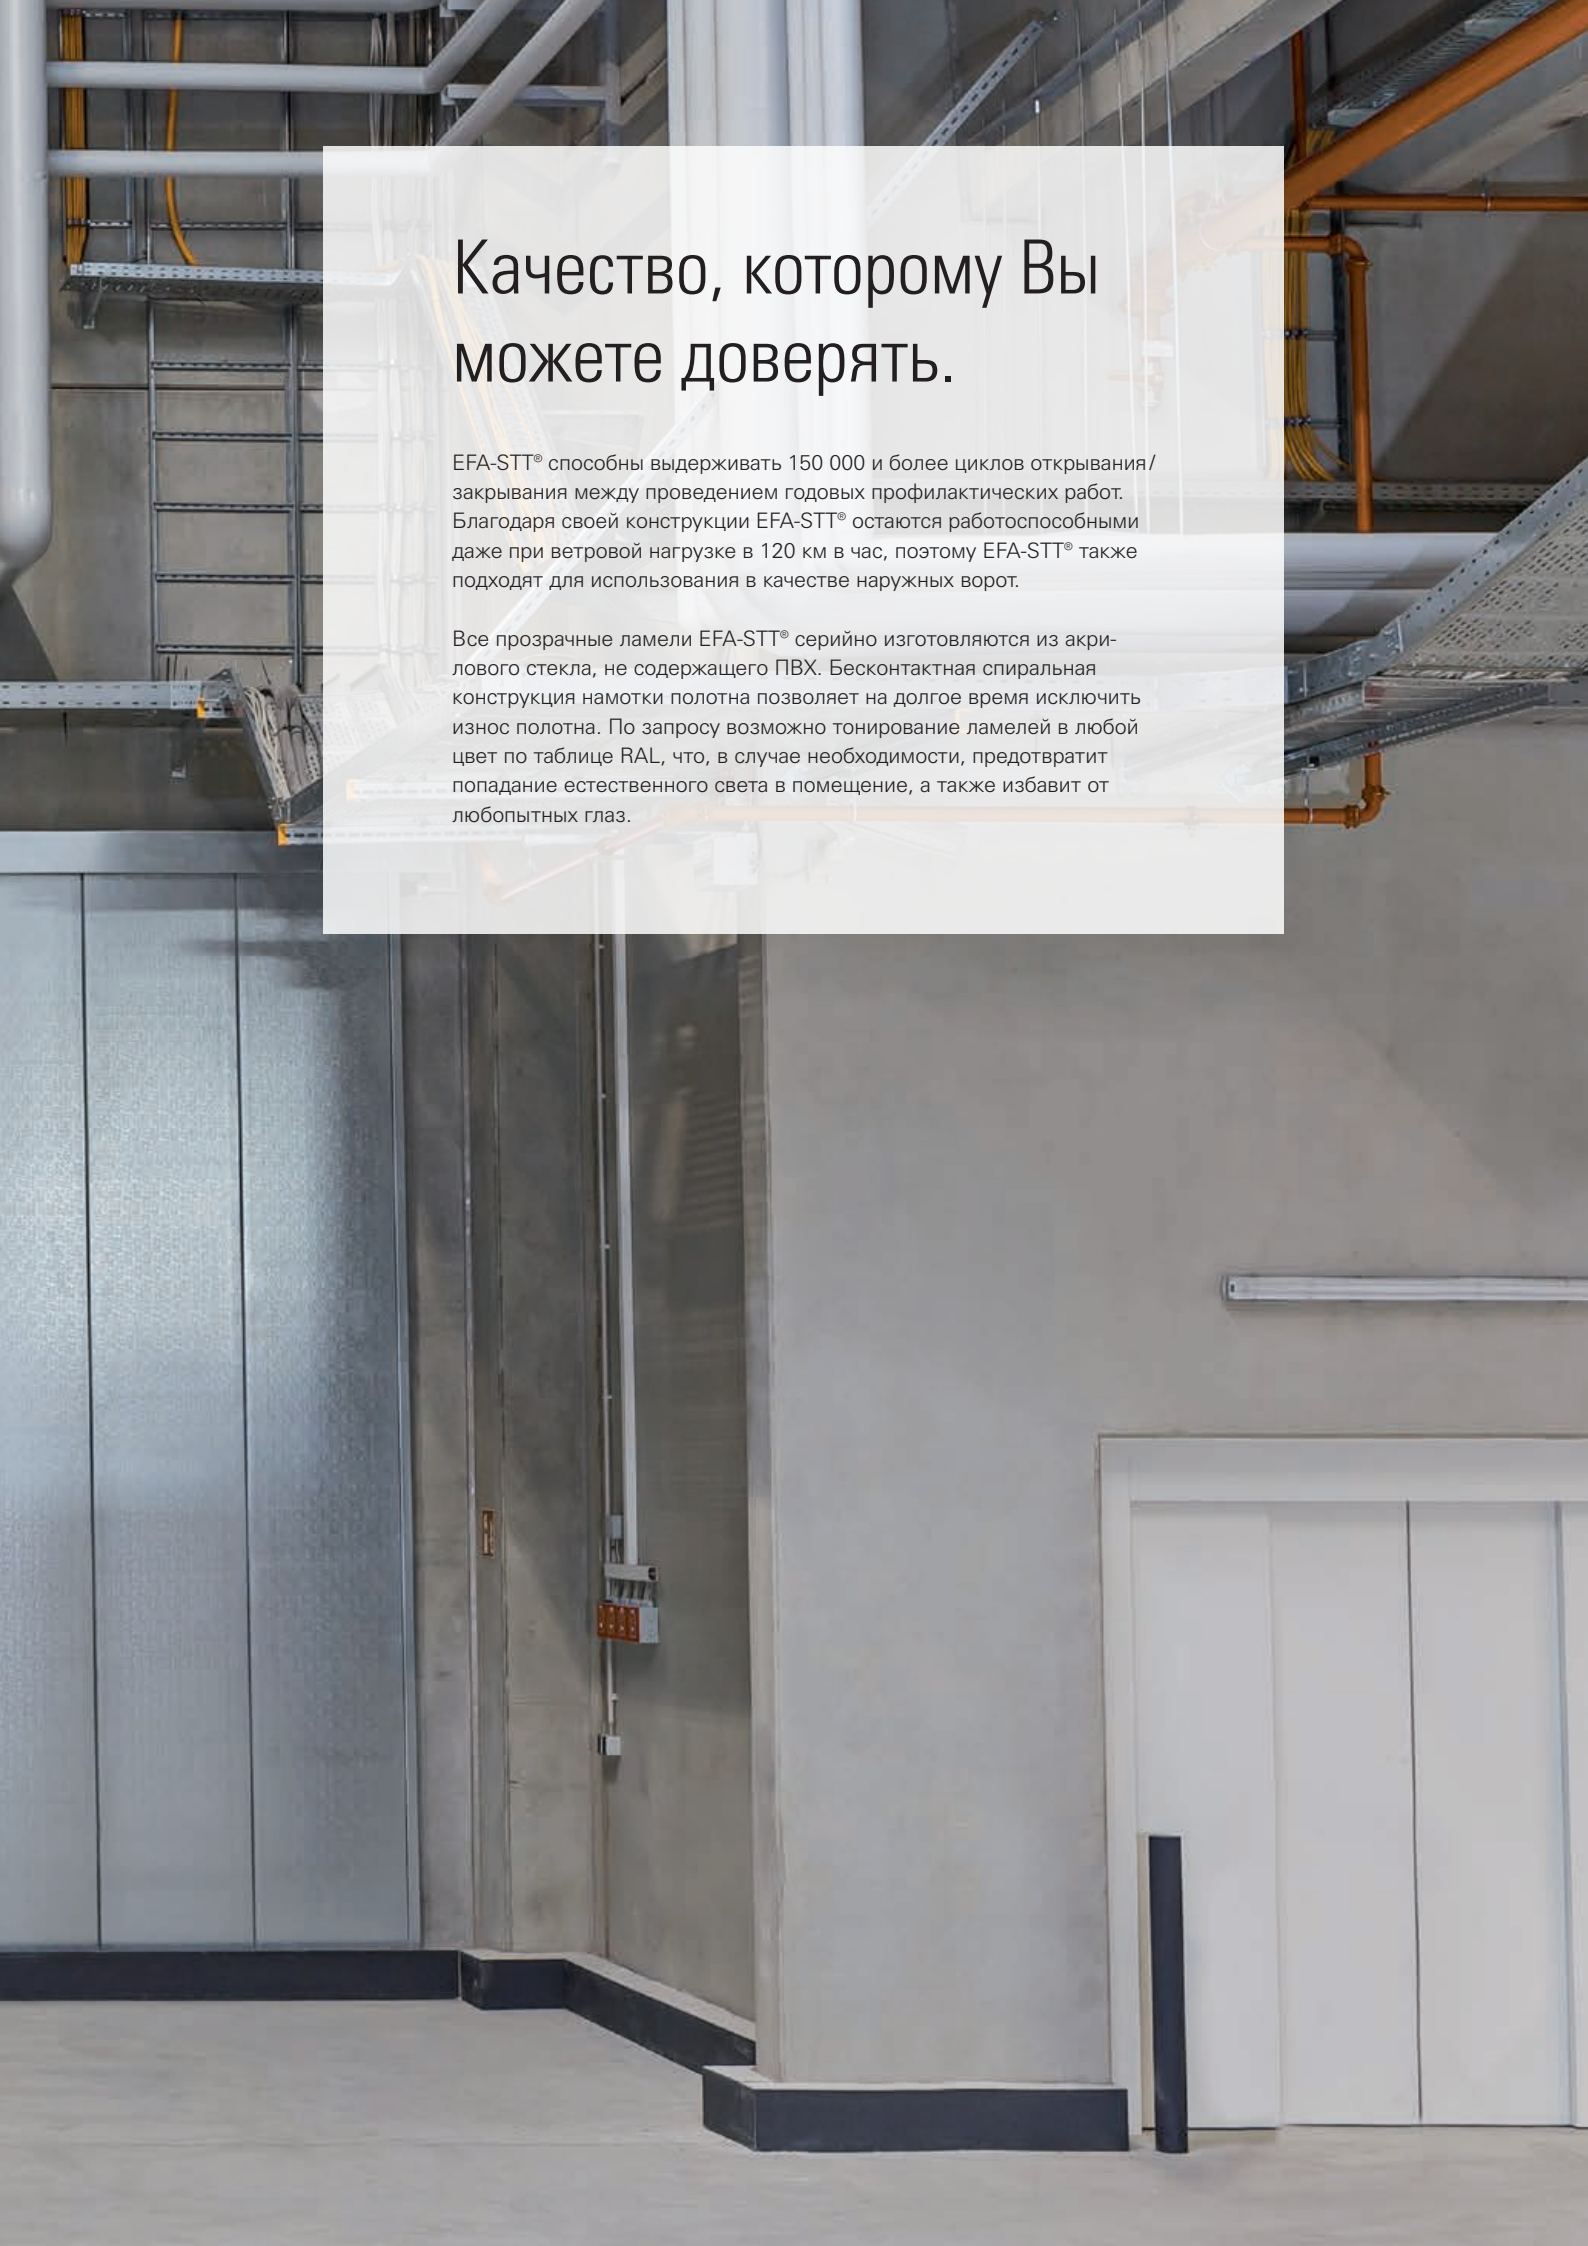 Качество, которому Вы
можете доверять.
EFA-STT® способны выдерживать 150 000 и более циклов открывания/
закрывания между проведением годовых профилактических работ.
Благодаря своей конструкции EFA-STT® остаются работоспособными
даже при ветровой нагрузке в 120 км в час, поэтому EFA-STT® также
подходят для использования в качестве наружных ворот.
Все прозрачные ламели EFA-STT® серийно изготовляются из акри-
лового стекла, не содержащего ПВХ. Бесконтактная спиральная
конструкция намотки полотна позволяет на долгое время исключить
износ полотна. По запросу возможно тонирование ламелей в любой
цвет по таблице RAL, что, в случае необходимости, предотвратит
попадание естественного света в помещение, а также избавит от
любопытных глаз.